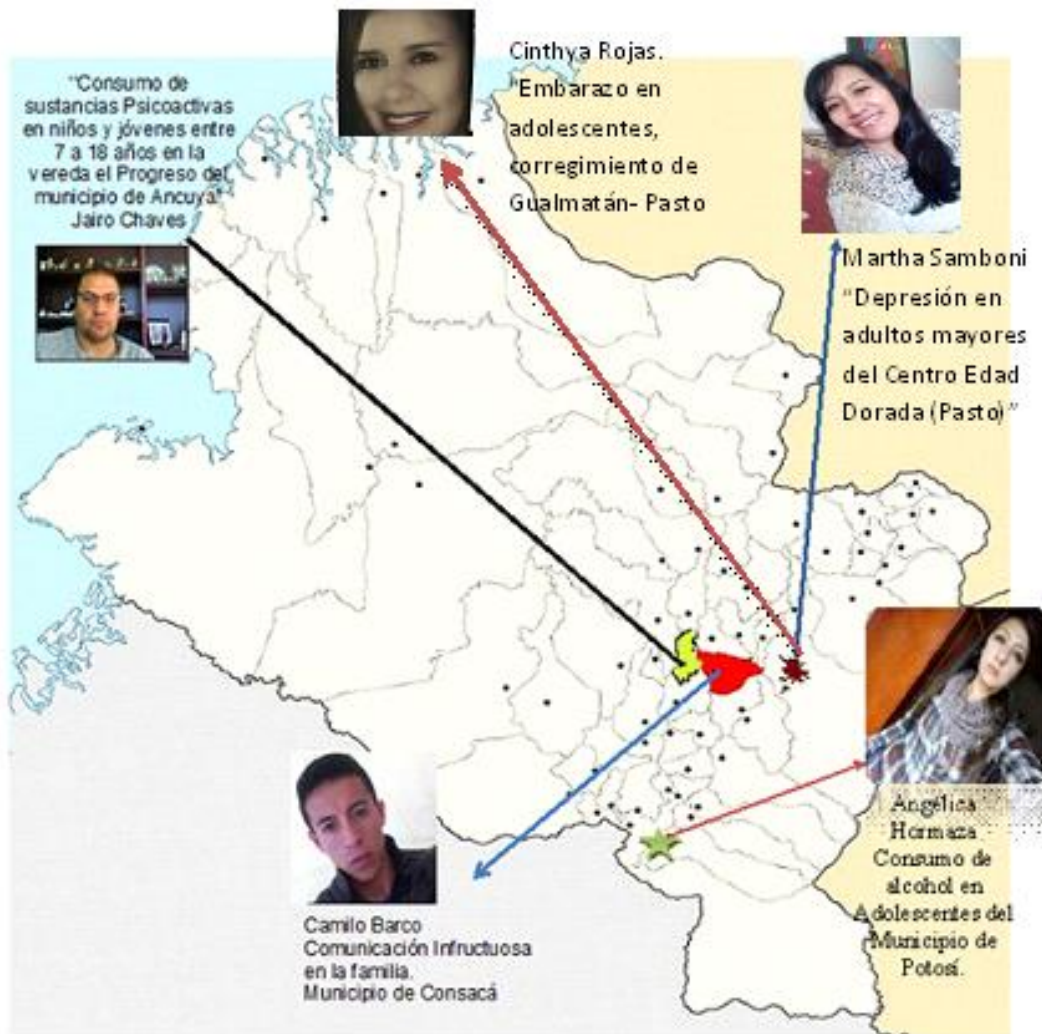 "Consumo de
sustancias Psicoactivas
en niños y jóvenes entre
7 a 18 años en la
vereda el Progreso del
municipio de Ancuya"
Jairo Chaves
Cinthya Rojas.
"Embarazo en
adolescentes,
corregimiento de
Gualmatán- Pasto
Martha Samboni
"Depresión en
adultos mayores
del Centro Edad
Dorada (Pasto)"
Camilo Barco
Comunicación Infructuosa
en la familia.
Municipio de Consacá
Angélica
Hormaza
Consumo de
alcohol en
Adolescentes del
Municipio de
Potosí.